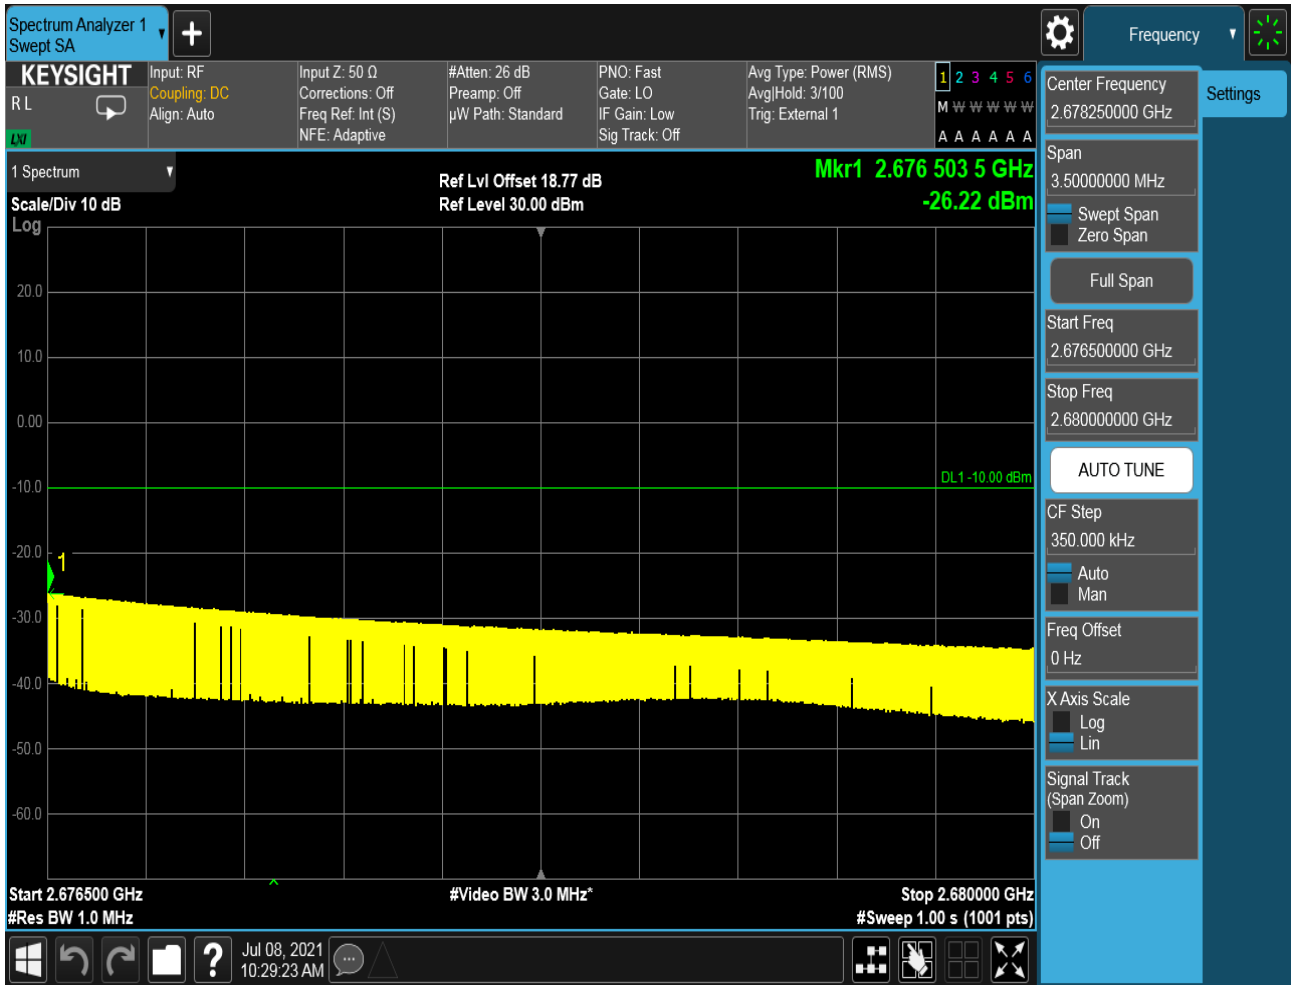 Spectrum Analyzer 1
Swept SA
Frequency
KEYSIGHT
R L
LXI
Input: RF
Coupling: DC
Align: Auto
Input Z: 50 Ω
Corrections: Off
Freq Ref: Int (S)
NFE: Adaptive
#Atten: 26 dB
Preamp: Off
µW Path: Standard
PNO: Fast
Gate: LO
IF Gain: Low
Sig Track: Off
Avg Type: Power (RMS)
Avg|Hold: 3/100
Trig: External 1
1 2 3 4 5 6
M W W W W W
A A A A A A
1 Spectrum
Scale/Div 10 dB
Log
Ref Lvl Offset 18.77 dB
Ref Level 30.00 dBm
Mkr1 2.676 503 5 GHz
-26.22 dBm
20.0
10.0
0.00
-10.0
-20.0
-30.0
-40.0
-50.0
-60.0
DL1 -10.00 dBm
1
Start 2.676500 GHz
#Res BW 1.0 MHz
#Video BW 3.0 MHz*
Stop 2.680000 GHz
#Sweep 1.00 s (1001 pts)
Jul 08, 2021
10:29:23 AM
Settings
Center Frequency
2.678250000 GHz
Span
3.50000000 MHz
Swept Span
Zero Span
Full Span
Start Freq
2.676500000 GHz
Stop Freq
2.680000000 GHz
AUTO TUNE
CF Step
350.000 kHz
Auto
Man
Freq Offset
0 Hz
X Axis Scale
Log
Lin
Signal Track
(Span Zoom)
On
Off